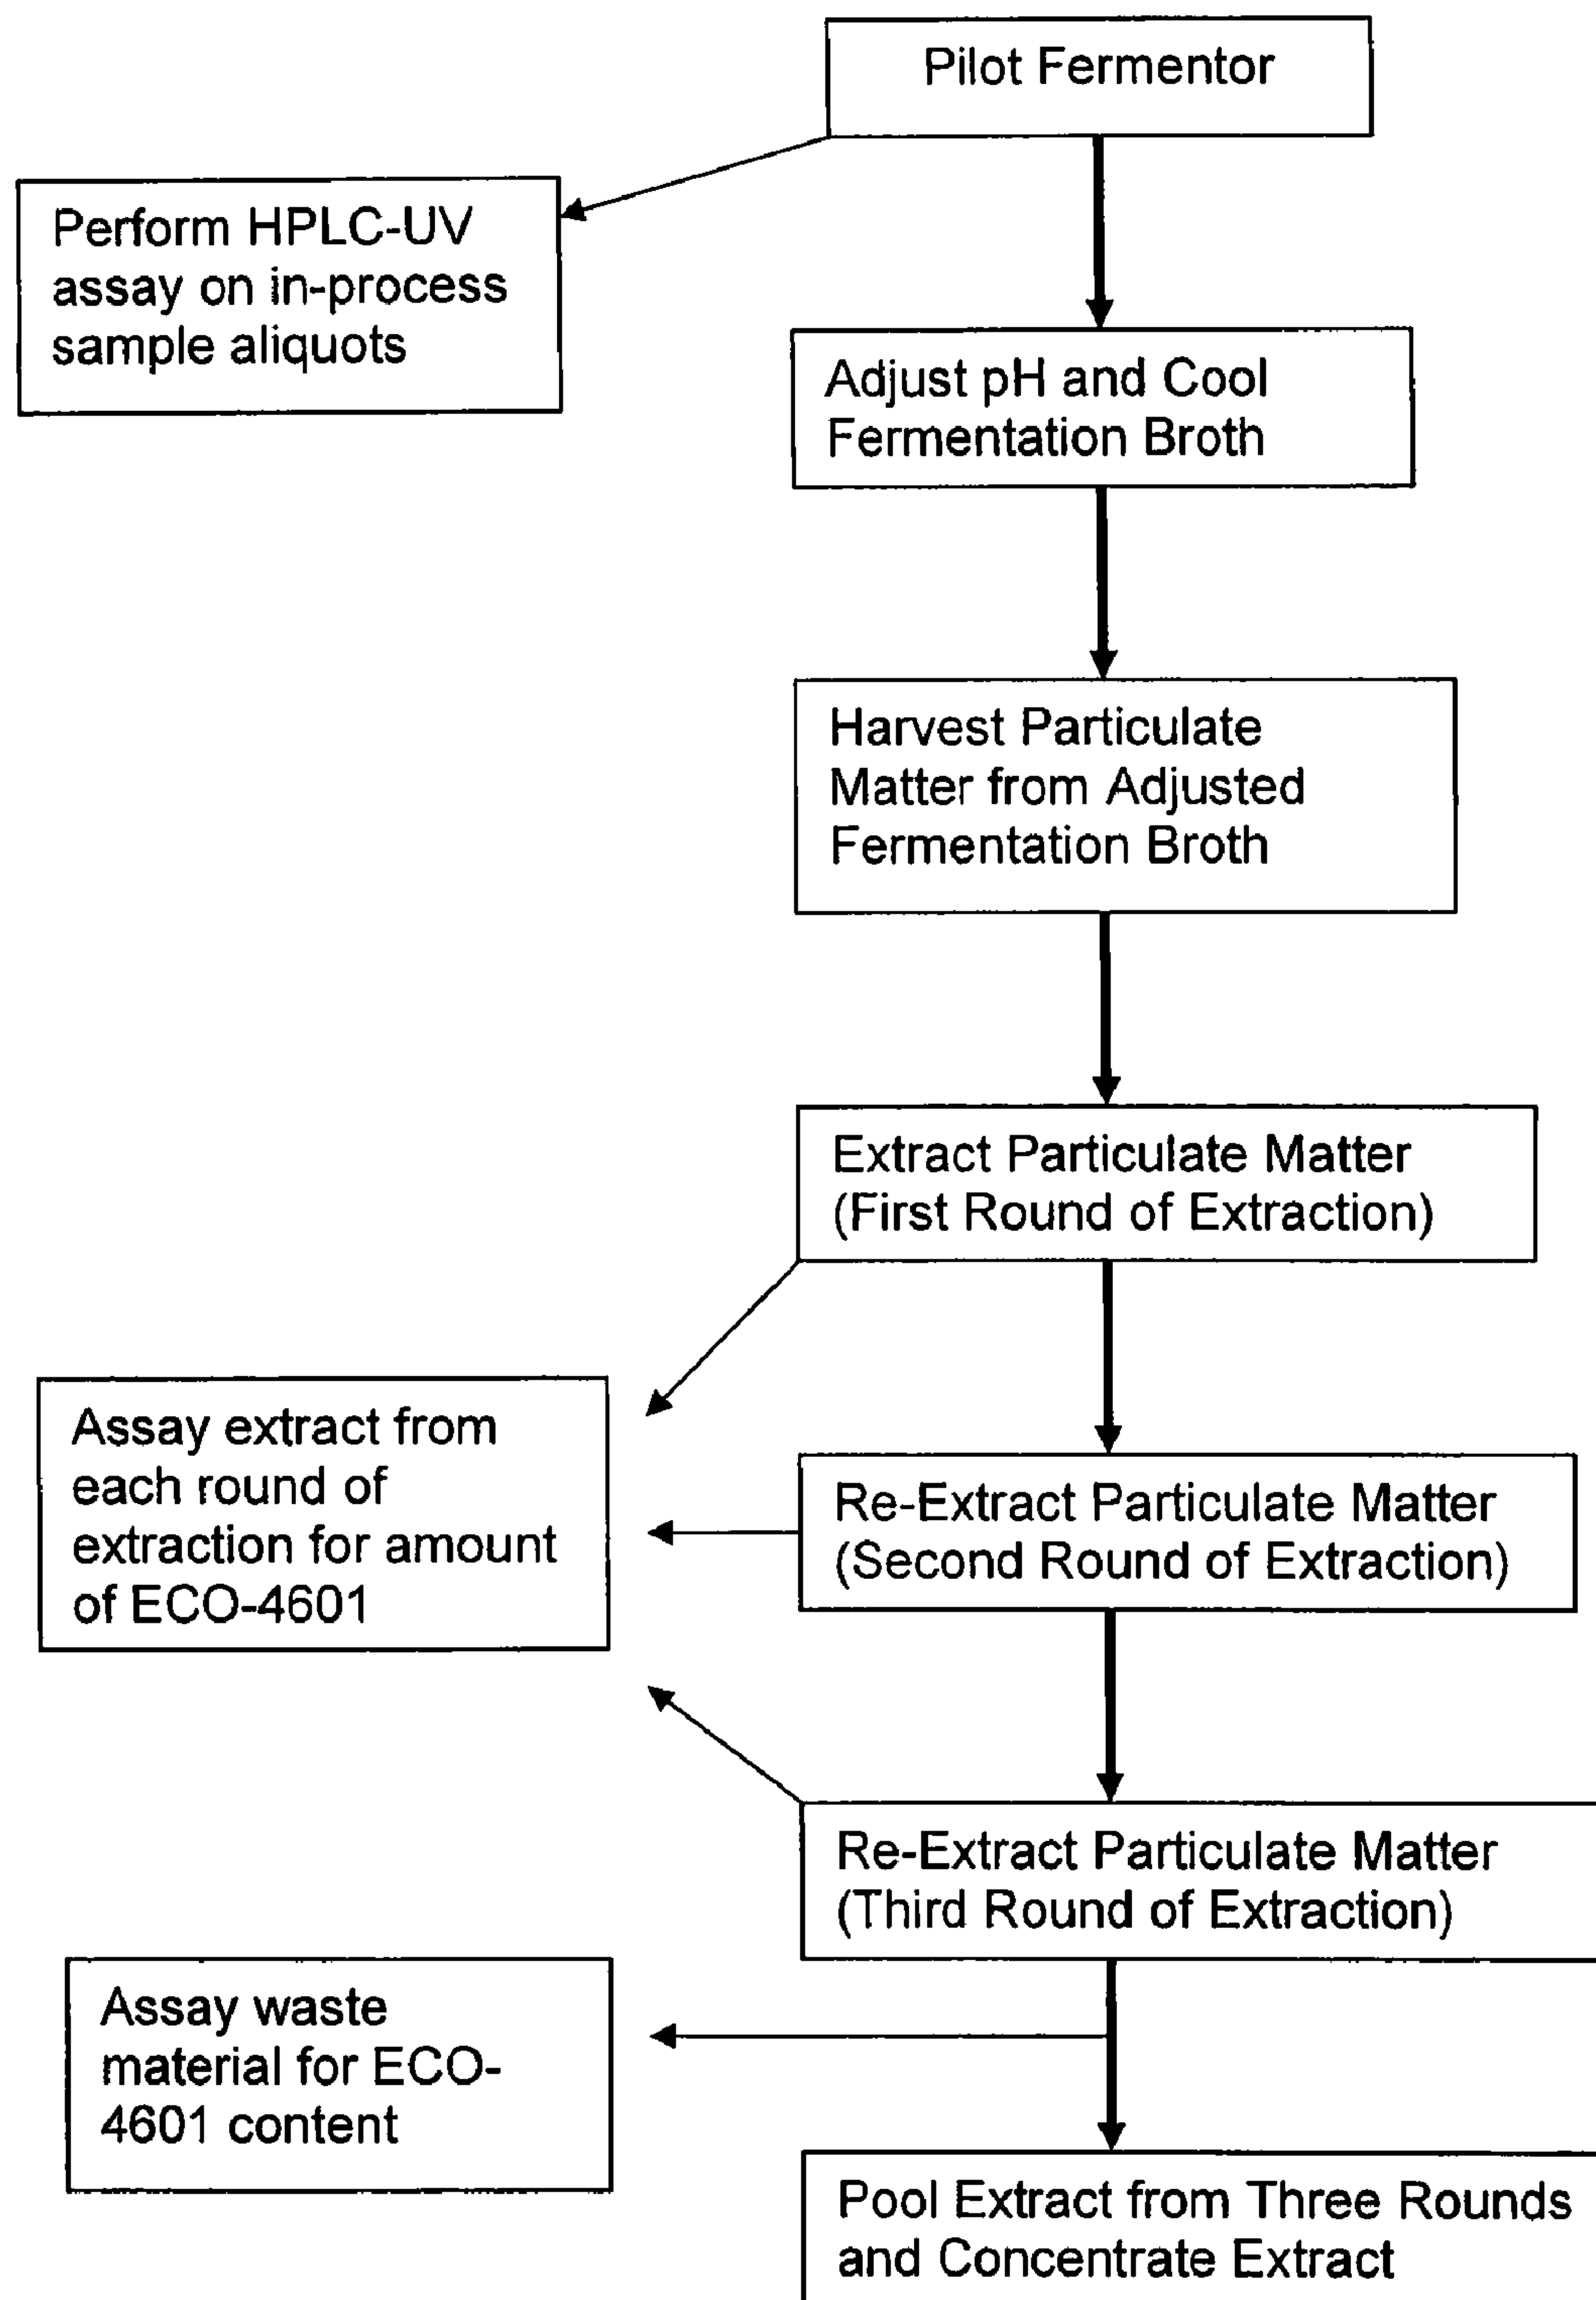 Pilot Fermentor
Perform HPLC-UV
assay on in-process
sample aliquots
Adjust pH and Cool
Fermentation Broth
Harvest Particulate
Matter from Adjusted
Fermentation Broth
Extract Particulate Matter
(First Round of Extraction)
Assay extract from
each round of
extraction for amount
of ECO-4601
Re-Extract Particulate Matter
(Second Round of Extraction)
Re-Extract Particulate Matter
(Third Round of Extraction)
Assay waste
material for ECO-
4601 content
Pool Extract from Three Rounds
and Concentrate Extract